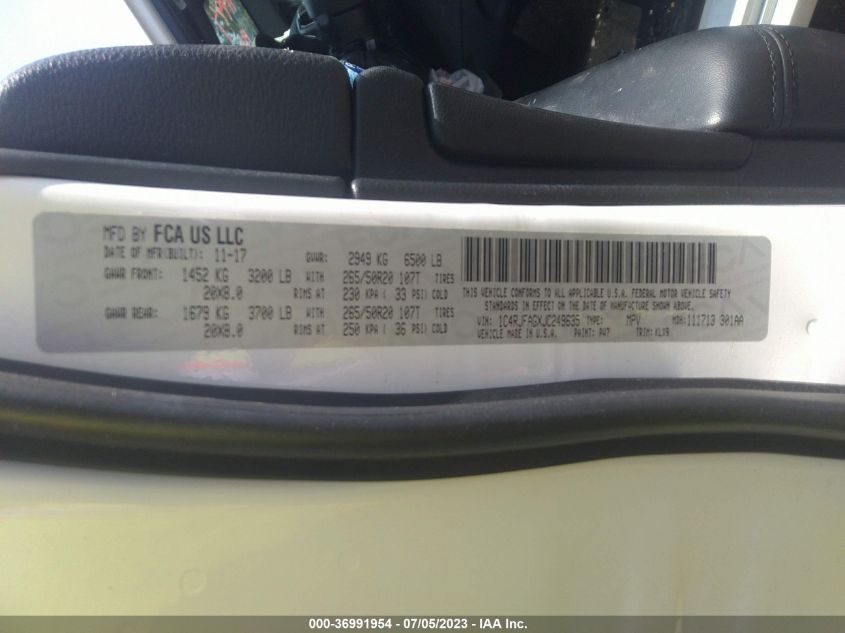 MFD BY FCA US LLC
DATE OF MFR(BUILT): 11-17 GVWR: 2949 KG 6500 LB
GAWR FRONT: 1452 KG 3200 LB WITH 265/50R20 107T TIRES
20X8.0 RIMS AT 230 KPA ( 33 PSI) COLD
GAWR REAR: 1679 KG 3700 LB WITH 265/50R20 107T TIRES
20X8.0 RIMS AT 250 KPA ( 36 PSI) COLD
THIS VEHICLE CONFORMS TO ALL APPLICABLE U.S.A. FEDERAL MOTOR VEHICLE SAFETY
STANDARDS IN EFFECT ON THE DATE OF MANUFACTURE SHOWN ABOVE.
VIN: 1C4RJFAGXJC249635 TYPE: MPV MDH: 111713 301AA
VEHICLE MADE IN U.S.A. PAINT: PW7 TRIM: KLX9
000-36991954 - 07/05/2023 - IAA Inc.